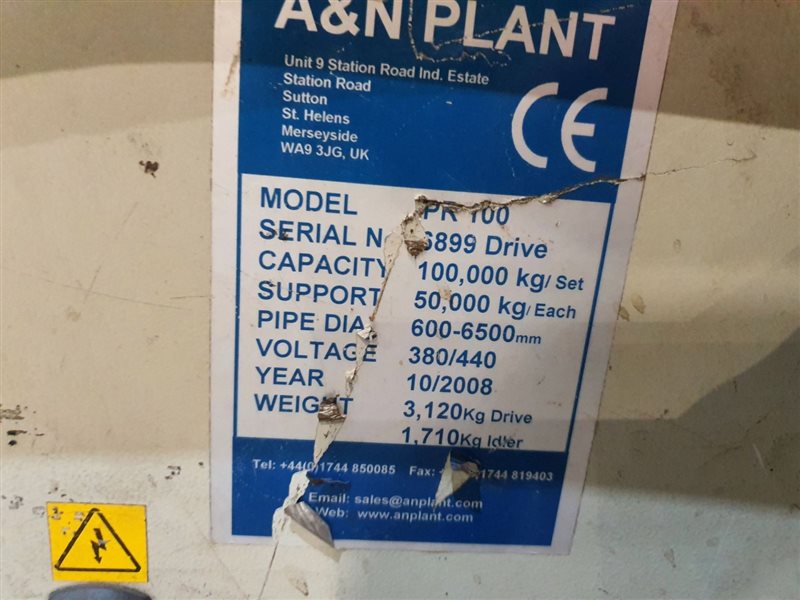 A&N PLANT
Unit 9 Station Road Ind. Estate
Station Road
Sutton
St. Helens
Merseyside
WA9 3JG, UK
CE
MODEL PR 100
SERIAL N 6899 Drive
CAPACITY 100,000 kg/ Set
SUPPORT 50,000 kg/ Each
PIPE DIA 600-6500mm
VOLTAGE 380/440
YEAR 10/2008
WEIGHT 3,120Kg Drive
1,710Kg Idler
Tel: +44(0)1744 850085 Fax: 1744 819403
Email: sales@anplant.com
Web: www.anplant.com